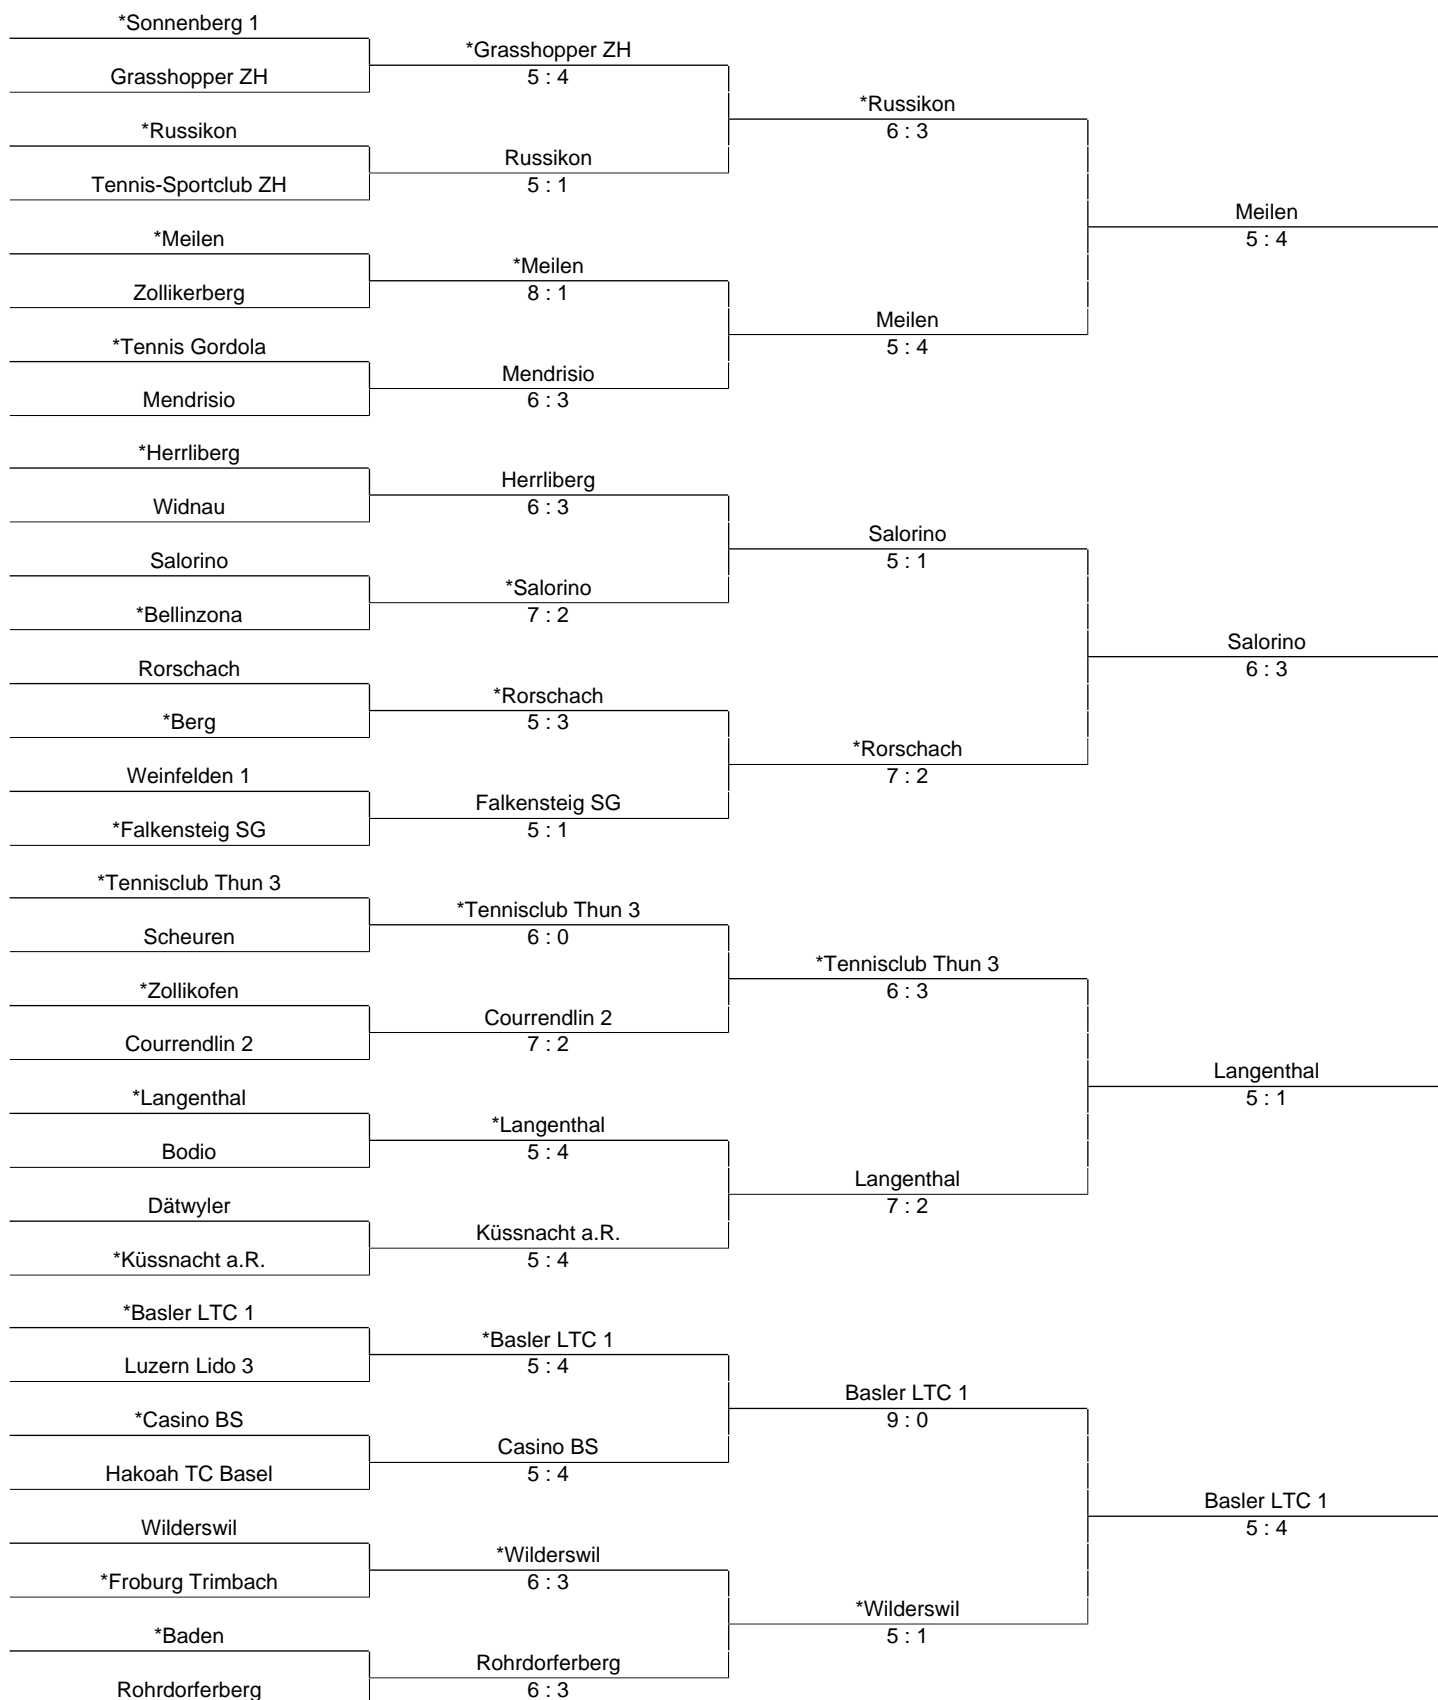 *Sonnenberg 1
Grasshopper ZH
*Russikon
Tennis-Sportclub ZH
*Meilen
Zollikerberg
*Tennis Gordola
Mendrisio
*Herrliberg
Widnau
Salorino
*Bellinzona
Rorschach
*Berg
Weinfelden 1
*Falkensteig SG
*Tennisclub Thun 3
Scheuren
*Zollikofen
Courrendlin 2
*Langenthal
Bodio
Dätwyler
*Küssnacht a.R.
*Basler LTC 1
Luzern Lido 3
*Casino BS
Hakoah TC Basel
Wilderswil
*Froburg Trimbach
*Baden
Rohrdorferberg
*Grasshopper ZH
5 : 4
Russikon
5 : 1
*Meilen
8 : 1
Mendrisio
6 : 3
Herrliberg
6 : 3
*Salorino
7 : 2
*Rorschach
5 : 3
Falkensteig SG
5 : 1
*Tennisclub Thun 3
6 : 0
Courrendlin 2
7 : 2
*Langenthal
5 : 4
Küssnacht a.R.
5 : 4
*Basler LTC 1
5 : 4
Casino BS
5 : 4
*Wilderswil
6 : 3
Rohrdorferberg
6 : 3
*Russikon
6 : 3
Meilen
5 : 4
Salorino
5 : 1
*Rorschach
7 : 2
*Tennisclub Thun 3
6 : 3
Langenthal
7 : 2
Basler LTC 1
9 : 0
*Wilderswil
5 : 1
Meilen
5 : 4
Salorino
6 : 3
Langenthal
5 : 1
Basler LTC 1
5 : 4